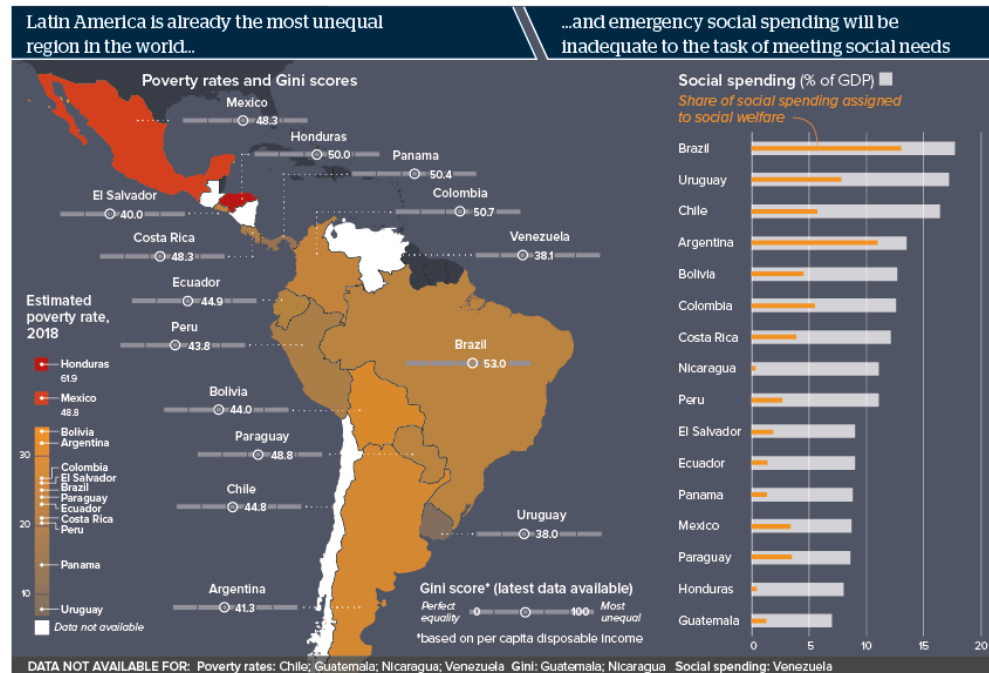 Latin America is already the most unequal
region in the world...
...and emergency social spending will be
inadequate to the task of meeting social needs
Poverty rates and Gini scores
Mexico
48.3
Honduras
50.0
Panama
50.4
El Salvador
40.0
Colombia
50.7
Costa Rica
48.3
Venezuela
38.1
Ecuador
44.9
Peru
43.8
Brazil
53.0
Bolivia
44.0
Paraguay
48.8
Chile
44.8
Uruguay
38.0
Argentina
41.3
Estimated
poverty rate,
2018
Honduras
61.9
Mexico
48.8
Bolivia
Argentina
30
Colombia
El Salvador
Brazil
Paraguay
Ecuador
20
Costa Rica
Peru
Panama
10
Uruguay
Data not available
Gini score* (latest data available)
Perfect
equality
0
100
Most
unequal
*based on per capita disposable income
Social spending (% of GDP)
Share of social spending assigned
to social welfare
Brazil
Uruguay
Chile
Argentina
Bolivia
Colombia
Costa Rica
Nicaragua
Peru
El Salvador
Ecuador
Panama
Mexico
Paraguay
Honduras
Guatemala
0 5 10 15 20
DATA NOT AVAILABLE FOR: Poverty rates: Chile; Guatemala; Nicaragua; Venezuela Gini: Guatemala; Nicaragua Social spending: Venezuela